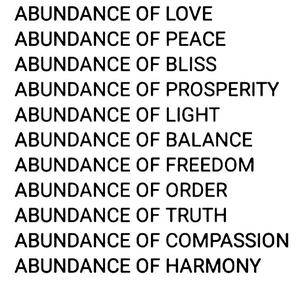 ABUNDANCE OF LOVE
ABUNDANCE OF PEACE
ABUNDANCE OF BLISS
ABUNDANCE OF PROSPERITY
ABUNDANCE OF LIGHT
ABUNDANCE OF BALANCE
ABUNDANCE OF FREEDOM
ABUNDANCE OF ORDER
ABUNDANCE OF TRUTH
ABUNDANCE OF COMPASSION
ABUNDANCE OF HARMONY